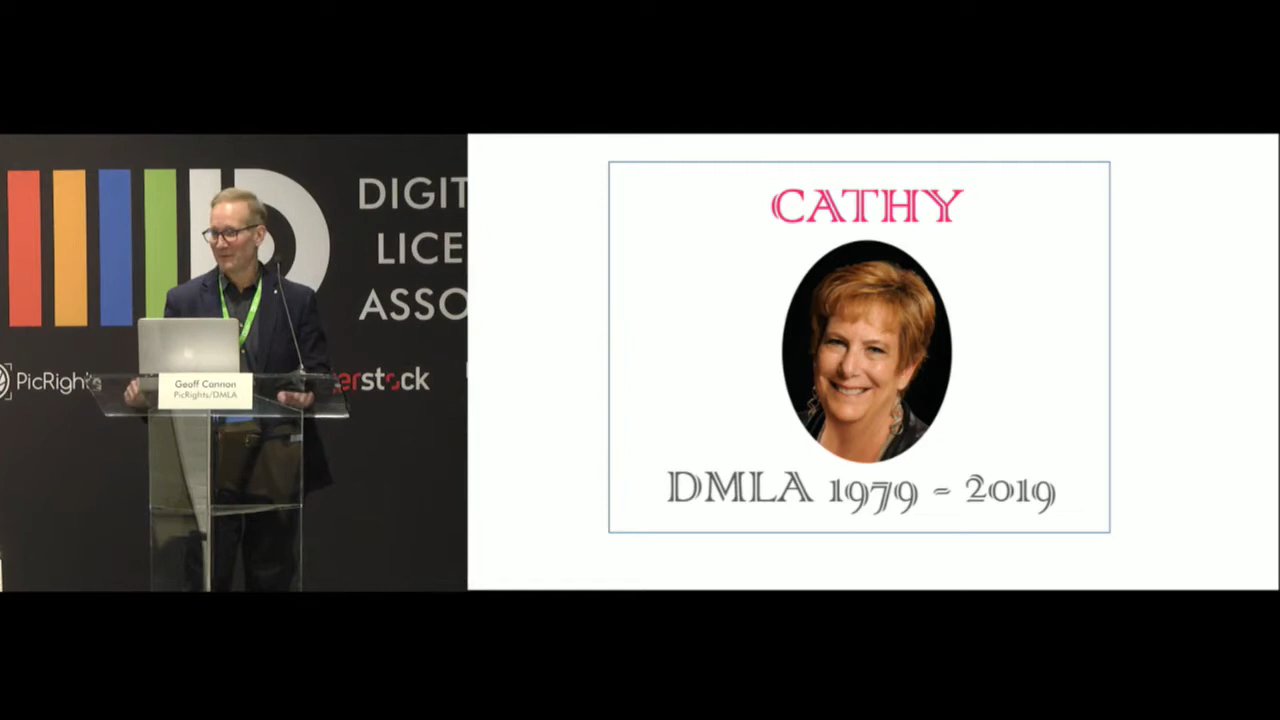 DIGIT
LICE
ASSO
PicRights
erstock
Geoff Cannon
PicRights/DMLA
CATHY
DMLA 1979 - 2019